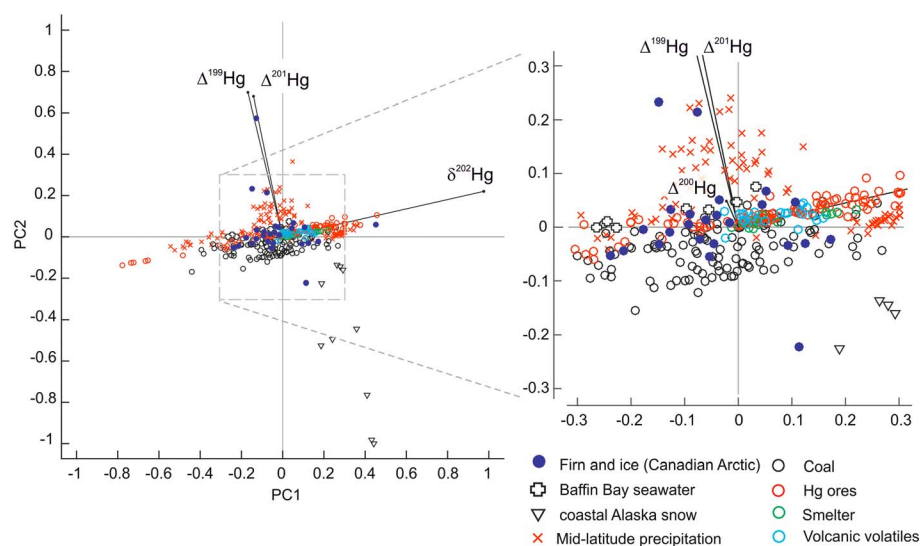 1
0.8
0.6
0.4
0.2
0
-0.2
-0.4
-0.6
-0.8
-1
PC2
-1 -0.8 -0.6 -0.4 -0.2 0 0.2 0.4 0.6 0.8 1
PC1
Δ¹⁹⁹Hg Δ²⁰¹Hg
δ²⁰²Hg
0.3
0.2
0.1
0.0
-0.1
-0.2
-0.3
-0.3 -0.2 -0.1 0 0.1 0.2 0.3
Δ¹⁹⁹Hg Δ²⁰¹Hg
Δ²⁰⁰Hg
Firn and ice (Canadian Arctic)
Baffin Bay seawater
coastal Alaska snow
Mid-latitude precipitation
Coal
Hg ores
Smelter
Volcanic volatiles